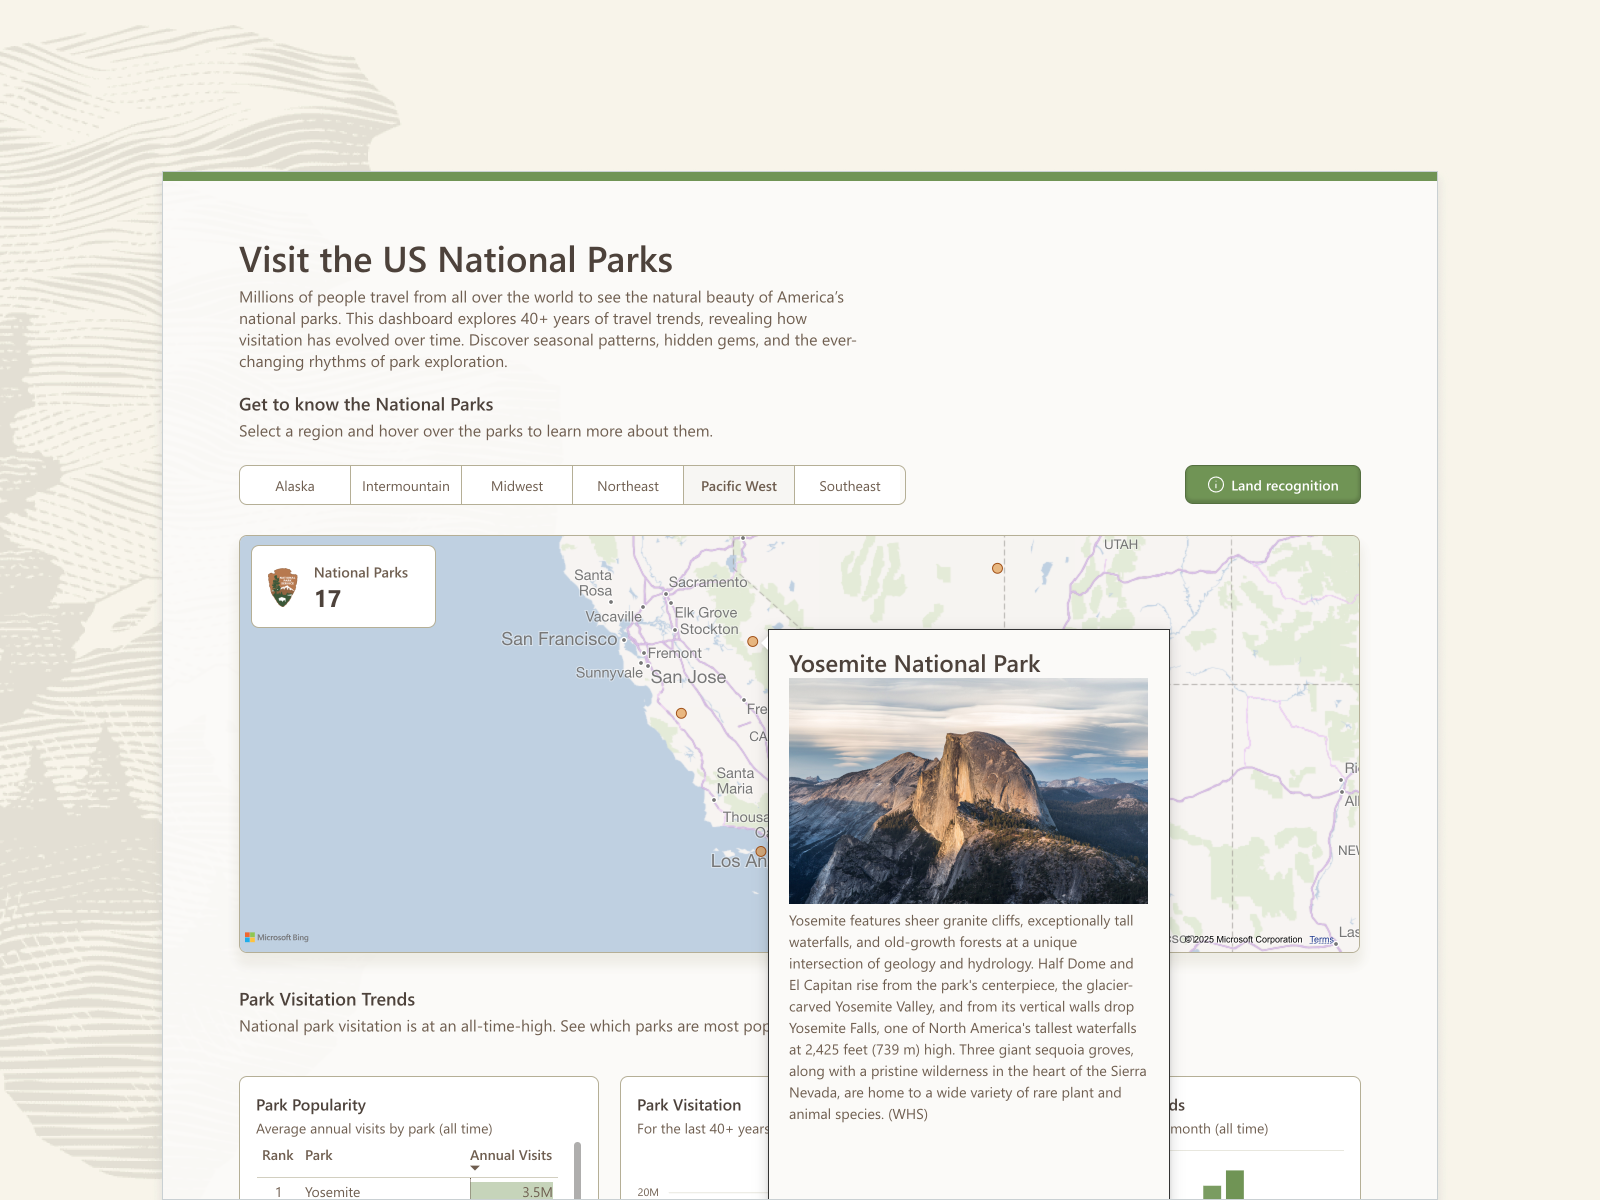 Visit the US National Parks
Millions of people travel from all over the world to see the natural beauty of America's
national parks. This dashboard explores 40+ years of travel trends, revealing how
visitation has evolved over time. Discover seasonal patterns, hidden gems, and the ever-
changing rhythms of park exploration.
Get to know the National Parks
Select a region and hover over the parks to learn more about them.
Alaska
Intermountain
Midwest
Northeast
Pacific West
Southeast
Land recognition
National Parks
17
UTAH
Santa
Rosa
Sacramento
Vacaville
Elk Grove
Stockton
San Francisco
Fremont
Sunnyvale
San Jose
Fre
CA
Santa
Maria
Thousa
Oa
Los An
Ri
Al
NEV
Las
Microsoft Bing
©2025 Microsoft Corporation Terms
Yosemite National Park
Yosemite features sheer granite cliffs, exceptionally tall
waterfalls, and old-growth forests at a unique
intersection of geology and hydrology. Half Dome and
El Capitan rise from the park's centerpiece, the glacier-
carved Yosemite Valley, and from its vertical walls drop
Yosemite Falls, one of North America's tallest waterfalls
at 2,425 feet (739 m) high. Three giant sequoia groves,
along with a pristine wilderness in the heart of the Sierra
Nevada, are home to a wide variety of rare plant and
animal species. (WHS)
Park Visitation Trends
National park visitation is at an all-time-high. See which parks are most pop
Park Popularity
Average annual visits by park (all time)
Rank Park Annual Visits
1 Yosemite 3.5M
Park Visitation
For the last 40+ years
20M
ds
month (all time)